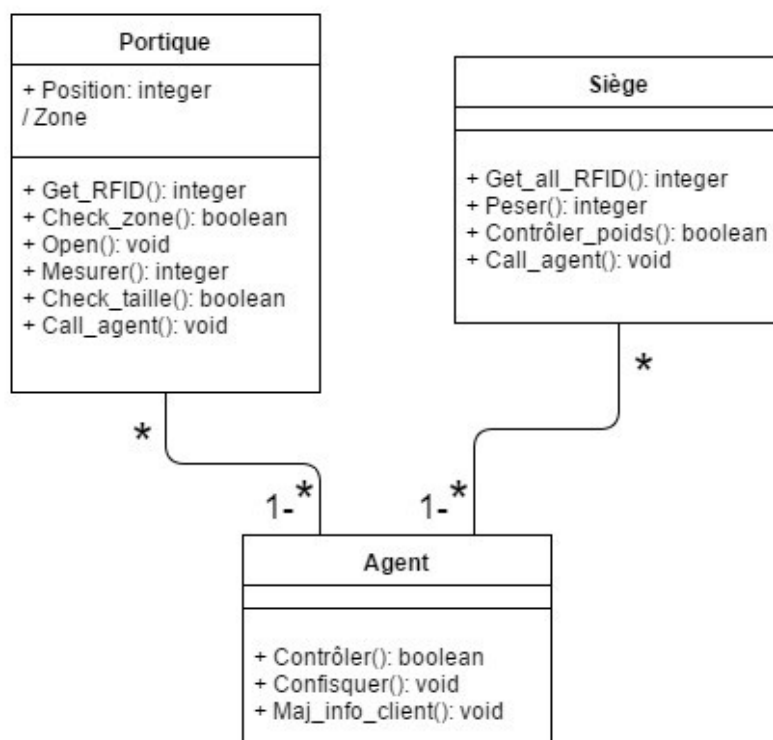 Portique
+ Position: integer
/ Zone
+ Get_RFID(): integer
+ Check_zone(): boolean
+ Open(): void
+ Mesurer(): integer
+ Check_taille(): boolean
+ Call_agent(): void
Siège
+ Get_all_RFID(): integer
+ Peser(): integer
+ Contrôler_poids(): boolean
+ Call_agent(): void
*
*
1-*
1-*
Agent
+ Contrôler(): boolean
+ Confisquer(): void
+ Maj_info_client(): void